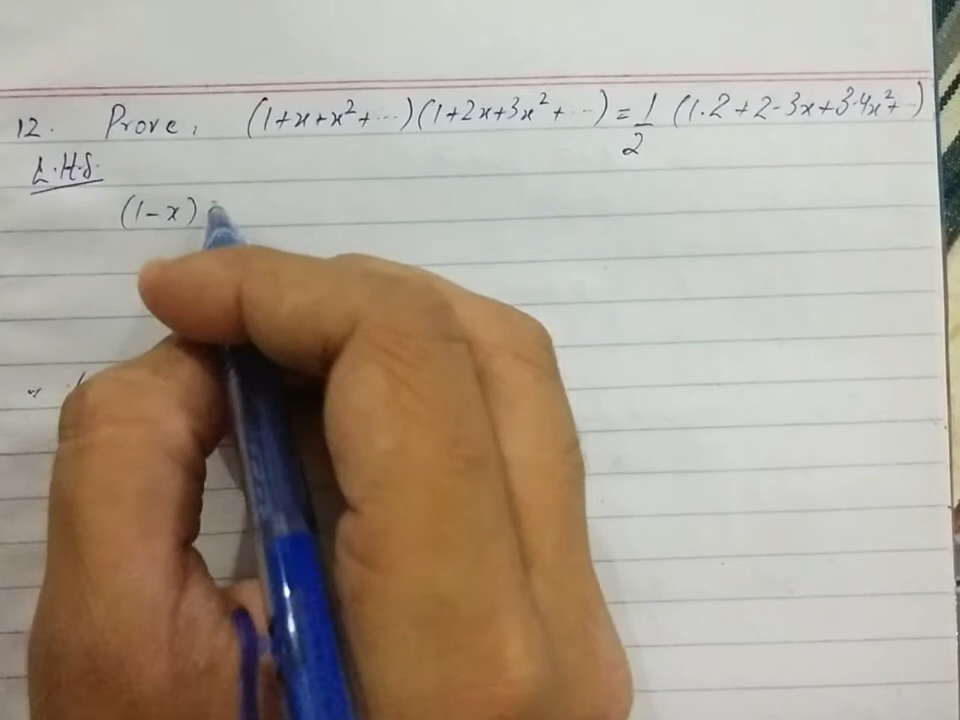 12. Prove, (1+x+x²+...)(1+2x+3x²+...) = 1/2 (1.2+2-3x+3.4x²+..)
L.H.S.
(1-x)